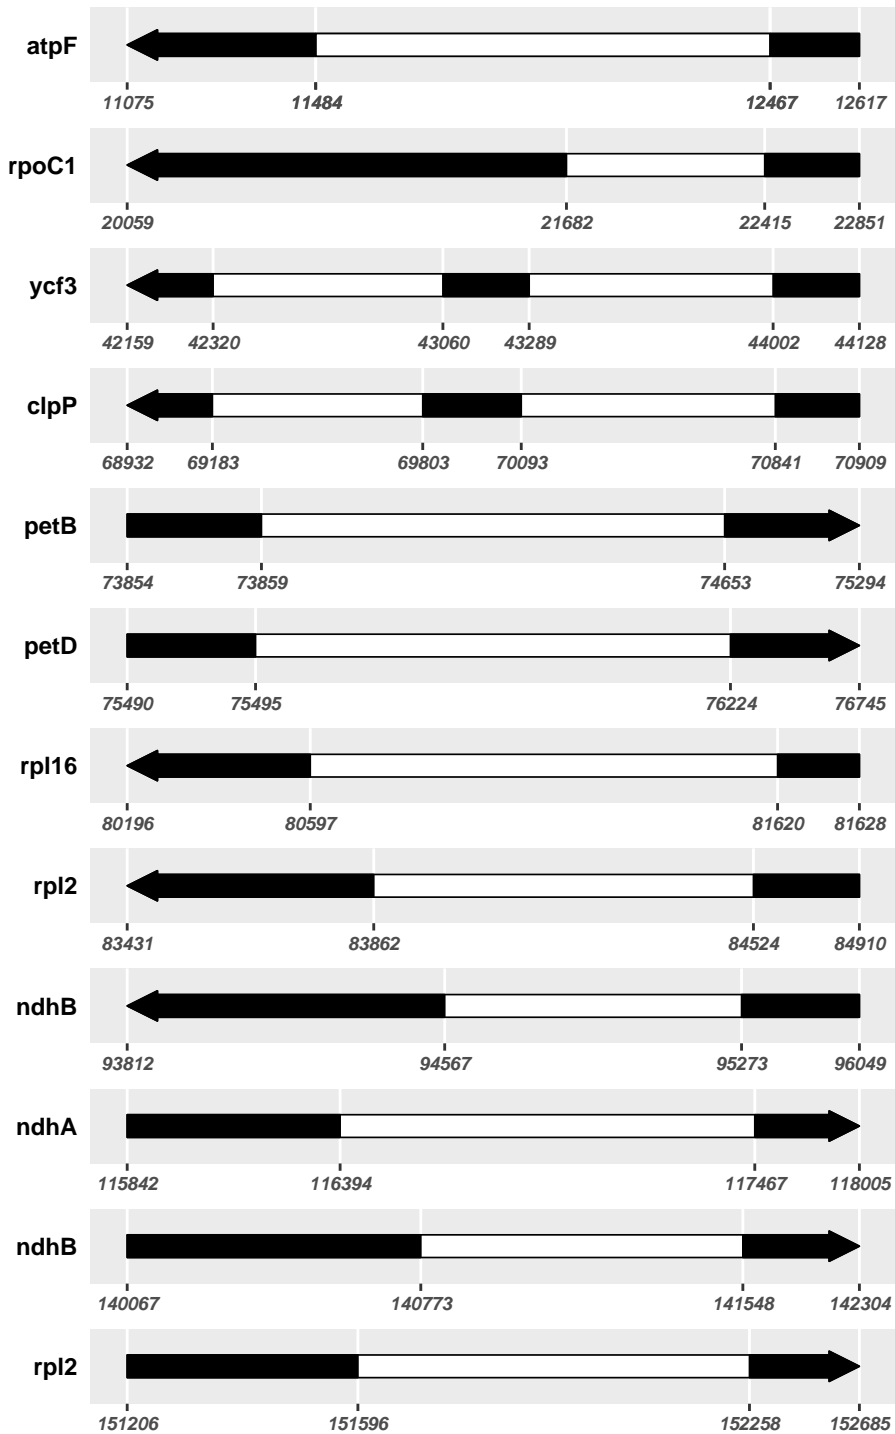 atpF
11075 11484 12467 12617
rpoC1
20059 21682 22415 22851
ycf3
42159 42320 43060 43289 44002 44128
clpP
68932 69183 69803 70093 70841 70909
petB
73854 73859 74653 75294
petD
75490 75495 76224 76745
rpl16
80196 80597 81620 81628
rpl2
83431 83862 84524 84910
ndhB
93812 94567 95273 96049
ndhA
115842 116394 117467 118005
ndhB
140067 140773 141548 142304
rpl2
151206 151596 152258 152685